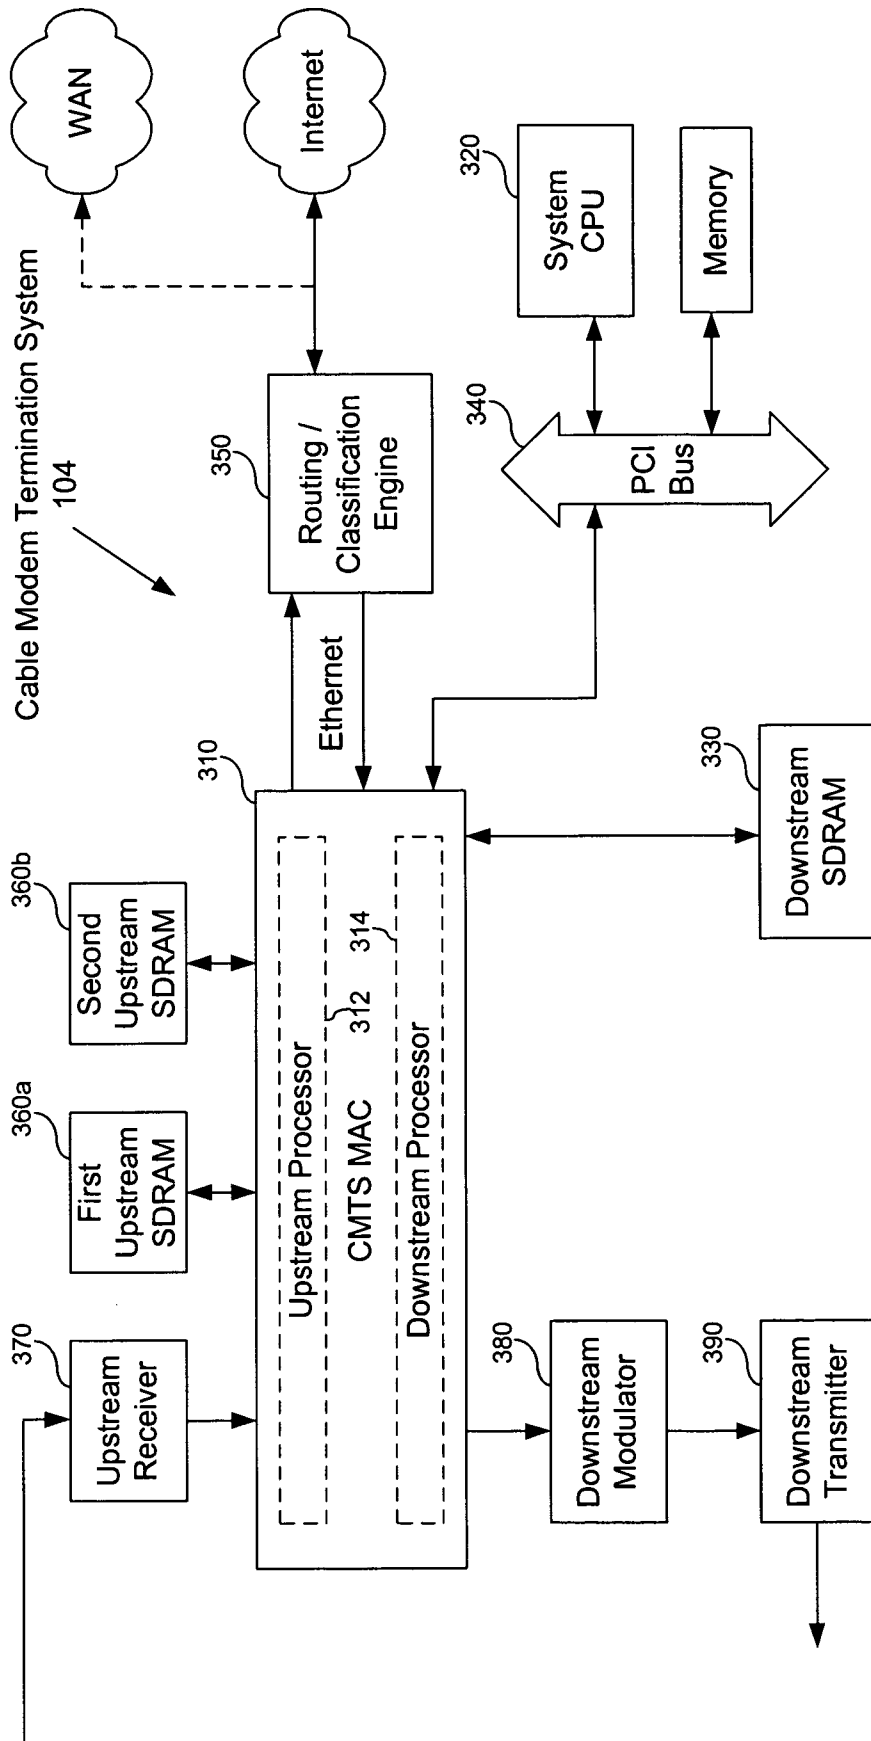 Cable Modem Termination System
104
WAN
Internet
370
Upstream
Receiver
360a
First
Upstream
SDRAM
360b
Second
Upstream
SDRAM
310
Upstream Processor
312
CMTS MAC
314
Downstream Processor
Ethernet
350
Routing /
Classification
Engine
320
System
CPU
Memory
340
PCI
Bus
380
Downstream
Modulator
390
Downstream
Transmitter
330
Downstream
SDRAM